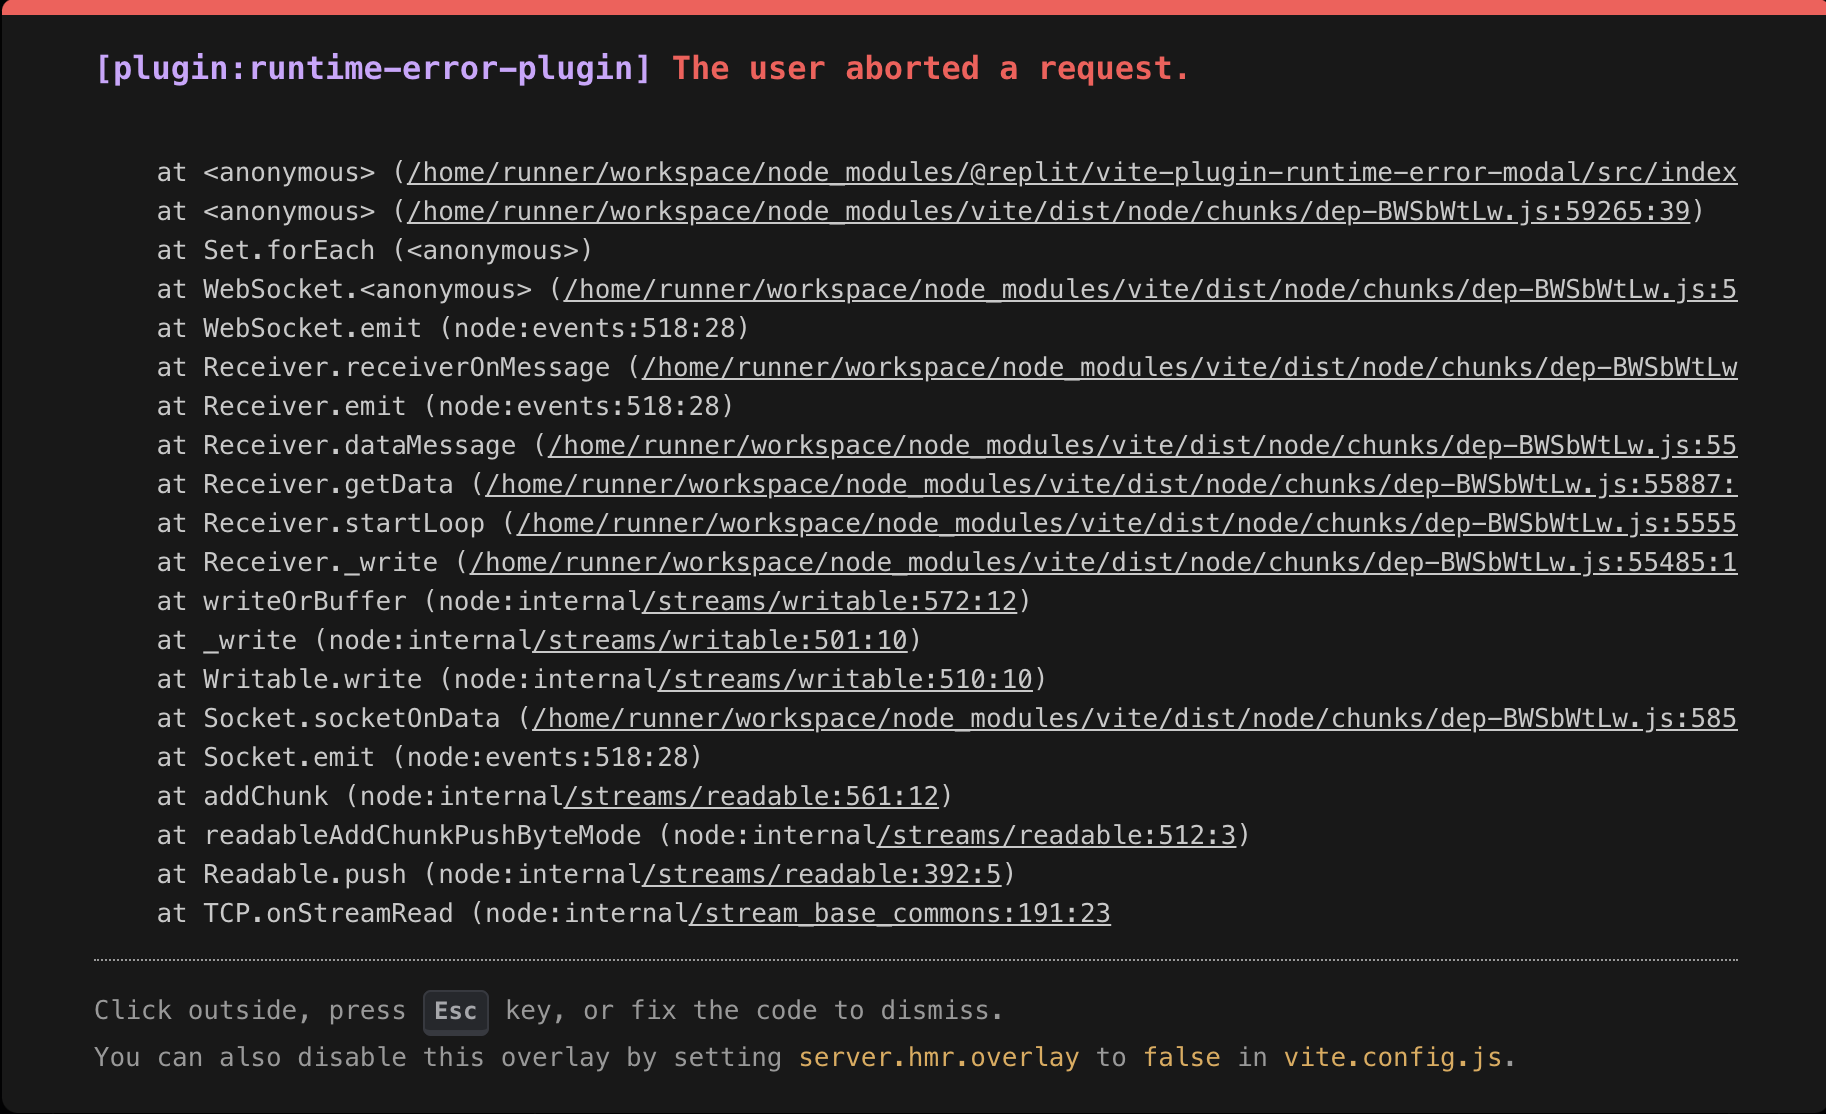 [plugin:runtime-error-plugin] The user aborted a request.
at <anonymous> (/home/runner/workspace/node_modules/@replit/vite-plugin-runtime-error-modal/src/index
at <anonymous> (/home/runner/workspace/node_modules/vite/dist/node/chunks/dep-BWSbWtLw.js:59265:39)
at Set.forEach (<anonymous>)
at WebSocket.<anonymous> (/home/runner/workspace/node_modules/vite/dist/node/chunks/dep-BWSbWtLw.js:5
at WebSocket.emit (node:events:518:28)
at Receiver.receiverOnMessage (/home/runner/workspace/node_modules/vite/dist/node/chunks/dep-BWSbWtLw
at Receiver.emit (node:events:518:28)
at Receiver.dataMessage (/home/runner/workspace/node_modules/vite/dist/node/chunks/dep-BWSbWtLw.js:55
at Receiver.getData (/home/runner/workspace/node_modules/vite/dist/node/chunks/dep-BWSbWtLw.js:55887:
at Receiver.startLoop (/home/runner/workspace/node_modules/vite/dist/node/chunks/dep-BWSbWtLw.js:5555
at Receiver._write (/home/runner/workspace/node_modules/vite/dist/node/chunks/dep-BWSbWtLw.js:55485:1
at writeOrBuffer (node:internal/streams/writable:572:12)
at _write (node:internal/streams/writable:501:10)
at Writable.write (node:internal/streams/writable:510:10)
at Socket.socketOnData (/home/runner/workspace/node_modules/vite/dist/node/chunks/dep-BWSbWtLw.js:585
at Socket.emit (node:events:518:28)
at addChunk (node:internal/streams/readable:561:12)
at readableAddChunkPushByteMode (node:internal/streams/readable:512:3)
at Readable.push (node:internal/streams/readable:392:5)
at TCP.onStreamRead (node:internal/stream_base_commons:191:23
Click outside, press Esc key, or fix the code to dismiss.
You can also disable this overlay by setting server.hmr.overlay to false in vite.config.js.